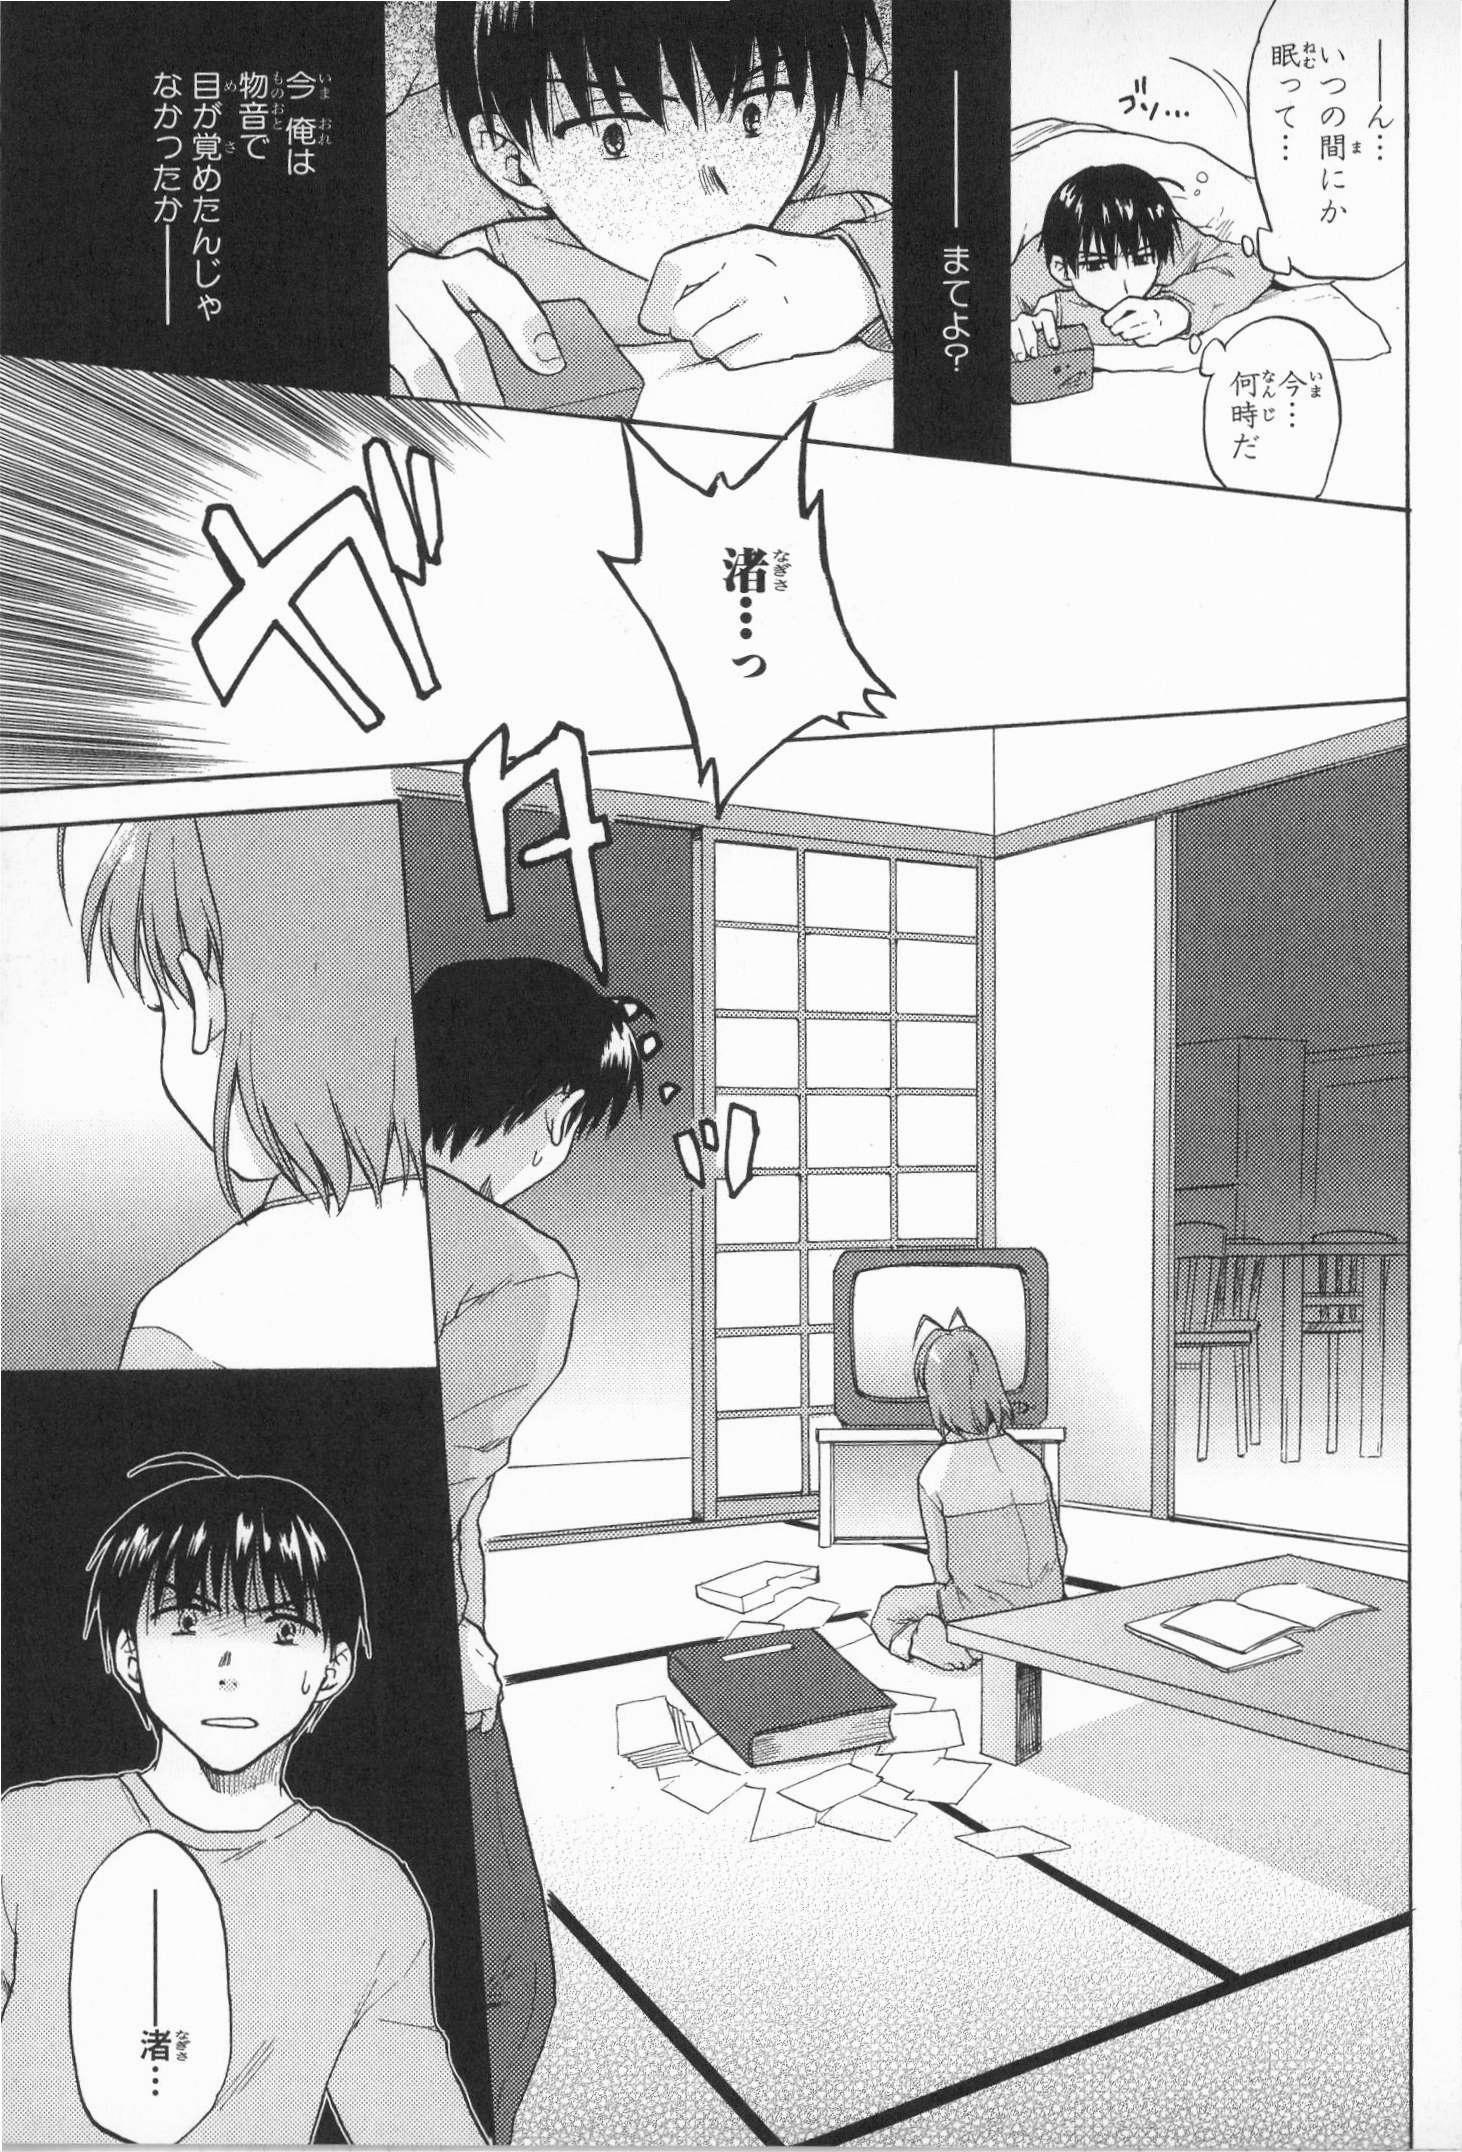 ――ん…
いつの間にか
眠って…
ゴソ…
今…
何時だ
――まてよ？
今 俺は
物音で
目が覚めたんじゃ
なかったか――
渚…っ
ガタッ
――渚…